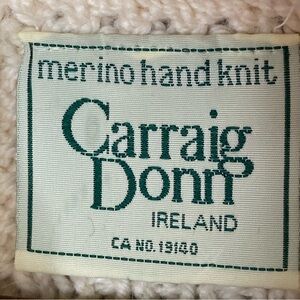 merino hand knit
Carraig
Donn
IRELAND
CA NO. 19140